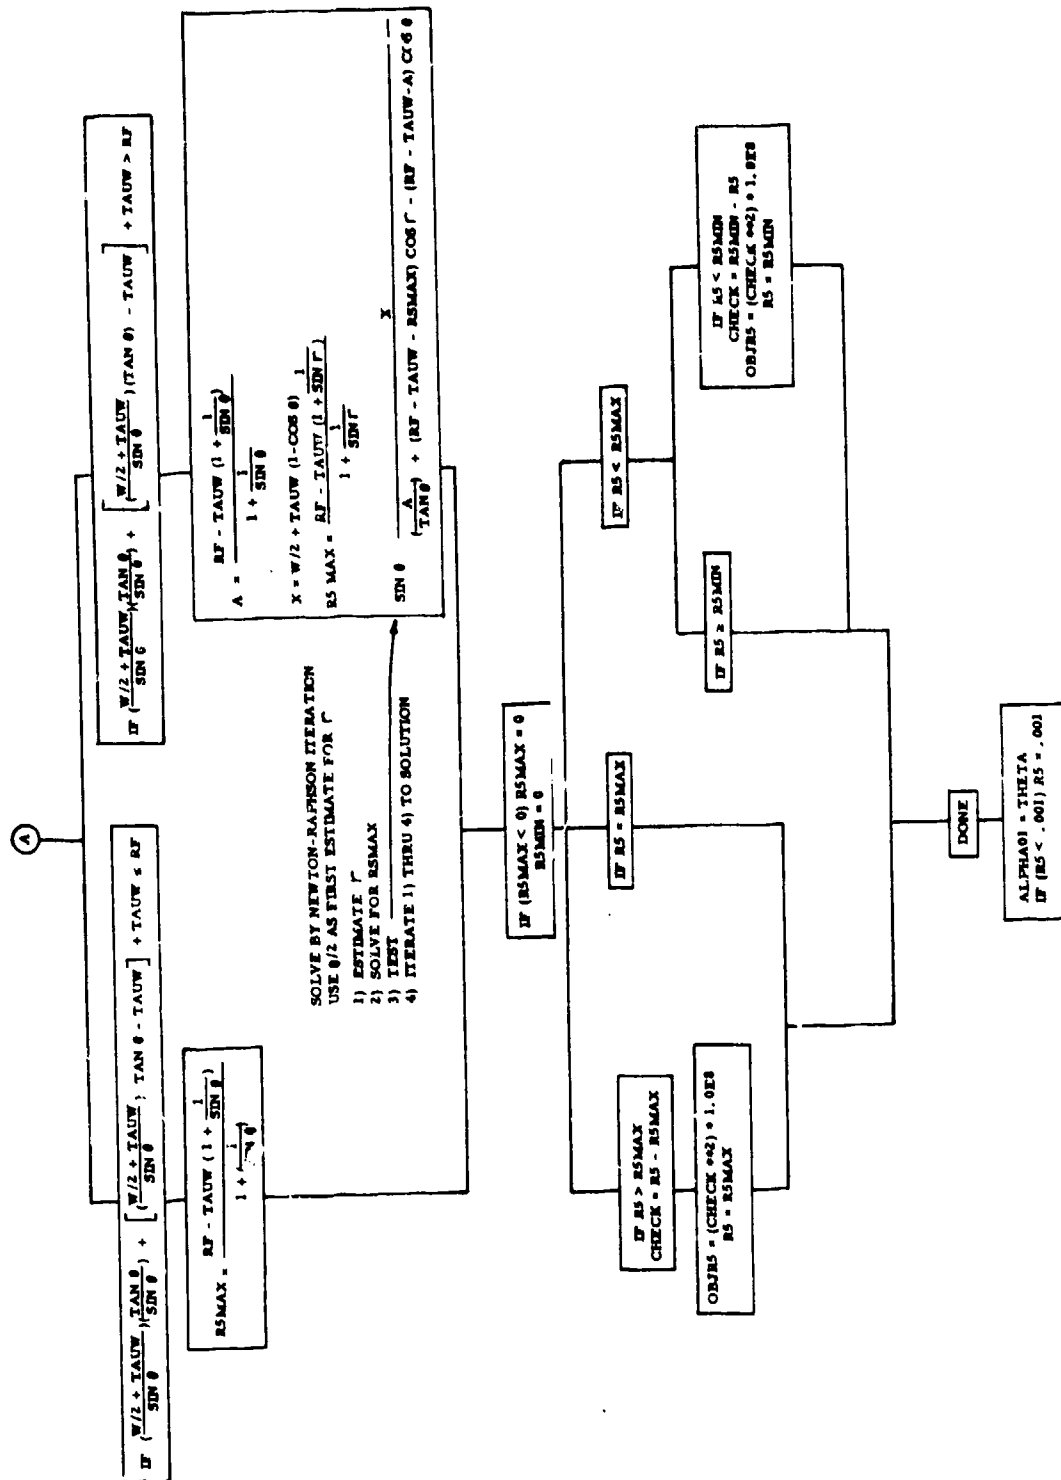 A
IF (W/2 + TAUW / SIN θ)(TAN θ / SIN θ) + [(W/2 + TAUW / SIN θ) TAN θ - TAUW] + TAUW ≤ RF
R5MAX = RF - TAUW (1 + 1 / SIN θ) / 1 + (1 / SIN θ)
IF (W/2 + TAUW / SIN θ)(TAN θ / SIN θ) + [(W/2 + TAUW / SIN θ)(TAN θ) - TAUW] + TAUW > RF
A = RF - TAUW (1 + 1 / SIN θ) / 1 + 1 / SIN θ
X = W/2 + TAUW (1-COS θ)
R5 MAX = RF - TAUW (1 + 1 / SIN Γ) / 1 + 1 / SIN Γ
SIN θ X / (A / TAN θ) + (RF - TAUW - R5MAX) COS Γ - (RF - TAUW-A) COS θ
SOLVE BY NEWTON-RAPHSON ITERATION
USE θ/2 AS FIRST ESTIMATE FOR Γ
1) ESTIMATE Γ
2) SOLVE FOR R5MAX
3) TEST
4) ITERATE 1) THRU 4) TO SOLUTION
IF (R5MAX < 0) R5MAX = 0
R5MIN = 0
IF R5 > R5MAX
CHECK = R5 - R5MAX
OBJR5 = (CHECK **2) * 1.0E8
R5 = R5MAX
IF R5 = R5MAX
IF R5 < R5MAX
IF R5 ≥ R5MIN
IF R5 < R5MIN
CHECK = R5MIN - R5
OBJR5 = (CHECK **2) * 1.0E8
R5 = R5MIN
DONE
ALPHA01 = THETA
IF (R5 < .001) R5 = .001